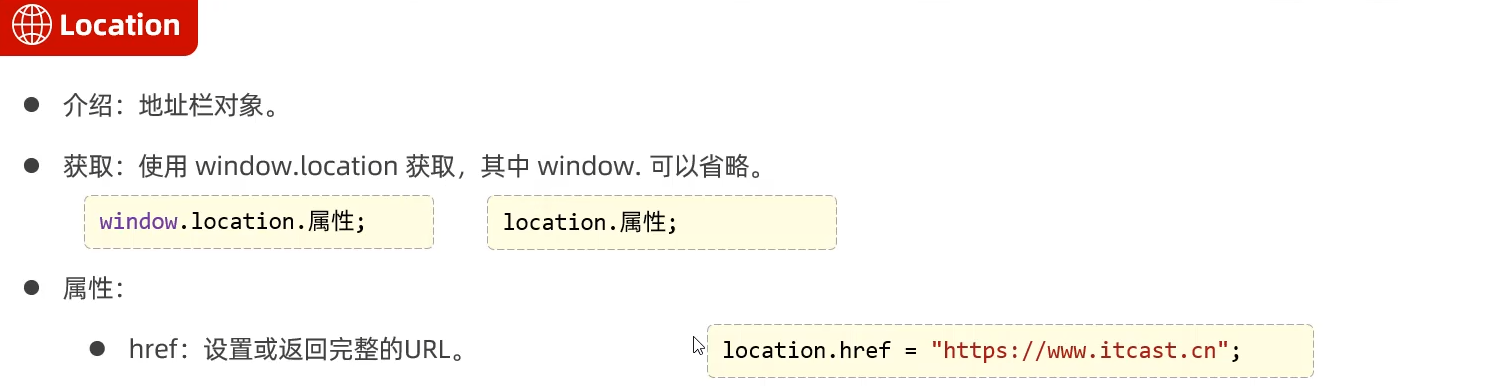 Location
介绍：地址栏对象。
获取：使用 window.location 获取，其中 window. 可以省略。
window.location.属性; location.属性;
属性：
href：设置或返回完整的URL。 location.href = "https://www.itcast.cn";